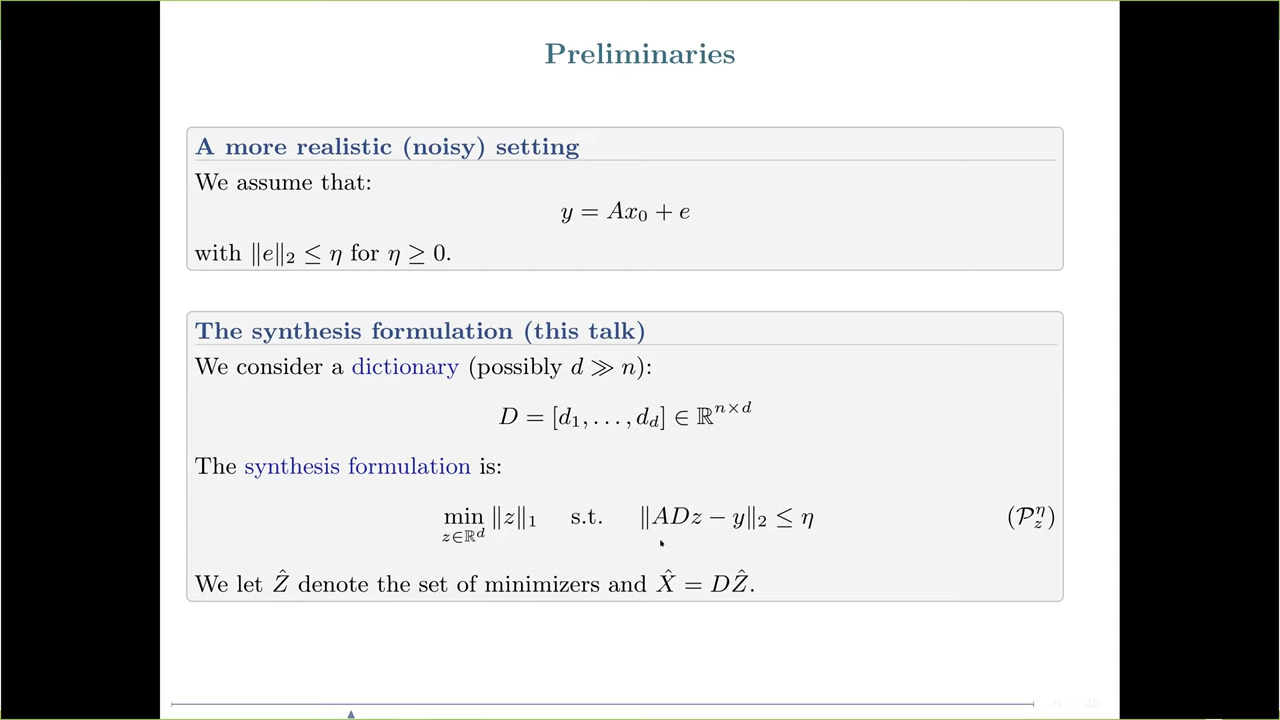 Preliminaries
A more realistic (noisy) setting
We assume that:
y = Ax₀ + e
with ‖e‖₂ ≤ η for η ≥ 0.
The synthesis formulation (this talk)
We consider a dictionary (possibly d ≫ n):
D = [d₁, . . . , d_d] ∈ ℝⁿˣᵈ
The synthesis formulation is:
min_{z∈ℝᵈ} ‖z‖₁ s.t. ‖ADz − y‖₂ ≤ η (𝒫_z^η)
We let Ẑ denote the set of minimizers and X̂ = DẐ.